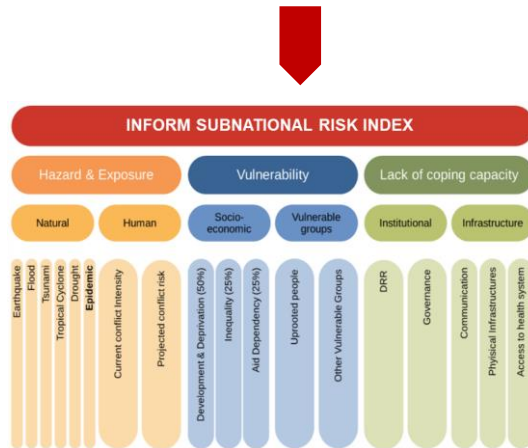 INFORM SUBNATIONAL RISK INDEX
Hazard & Exposure
Vulnerability
Lack of coping capacity
Natural
Human
Socio-
economic
Vulnerable
groups
Institutional
Infrastructure
Earthquake
Flood
Tsunami
Tropical Cyclone
Drought
Epidemic
Current conflict Intensity
Projected conflict risk
Development & Deprivation (50%)
Inequality (25%)
Aid Dependency (25%)
Uprooted people
Other Vulnerable Groups
DRR
Governance
Communication
Phyisical Infrastructures
Access to health system